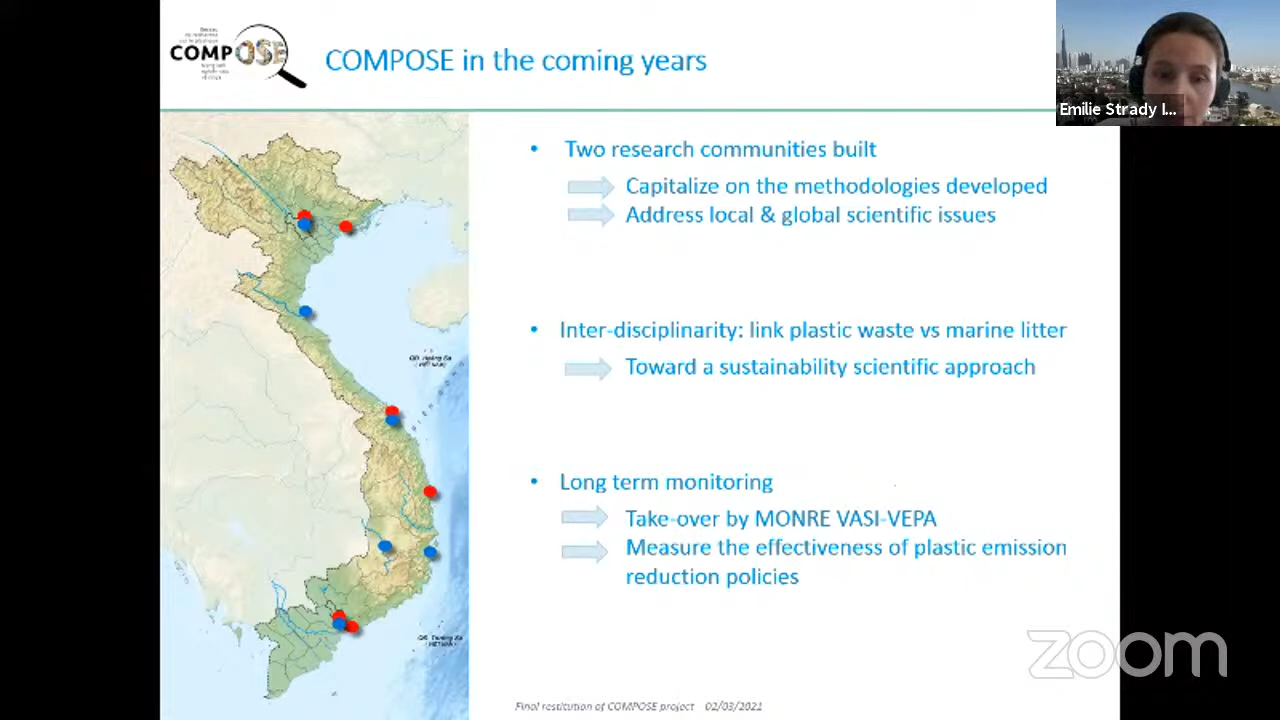 COMPOSE
COMPOSE in the coming years
Emilie Strady I...
• Two research communities built
Capitalize on the methodologies developed
Address local & global scientific issues
• Inter-disciplinarity: link plastic waste vs marine litter
Toward a sustainability scientific approach
• Long term monitoring
Take-over by MONRE VASI-VEPA
Measure the effectiveness of plastic emission
reduction policies
zoom
Final restitution of COMPOSE project 02/03/2021